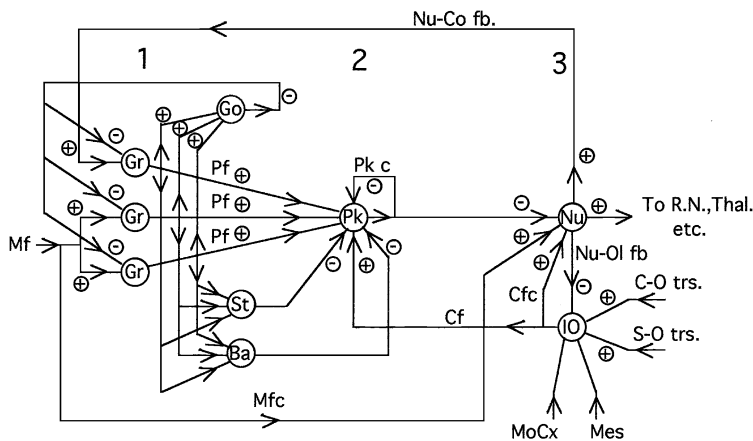 Nu-Co fb.
1
2
3
Go
⊖
⊕
⊕
⊕
⊖
⊕
Gr
Pf ⊕
Pk c
⊖
⊕
⊖
Gr
Pf ⊕
Pk
⊖
Nu
⊕
To R.N.,Thal.
etc.
⊕
Mf
⊖
Gr
Pf ⊕
⊕
Nu-Ol fb
⊕
⊖
⊕
⊖
⊕
Cfc
⊖
C-O trs.
⊕
St
Cf
IO
S-O trs.
⊕
Ba
Mfc
MoCx
Mes